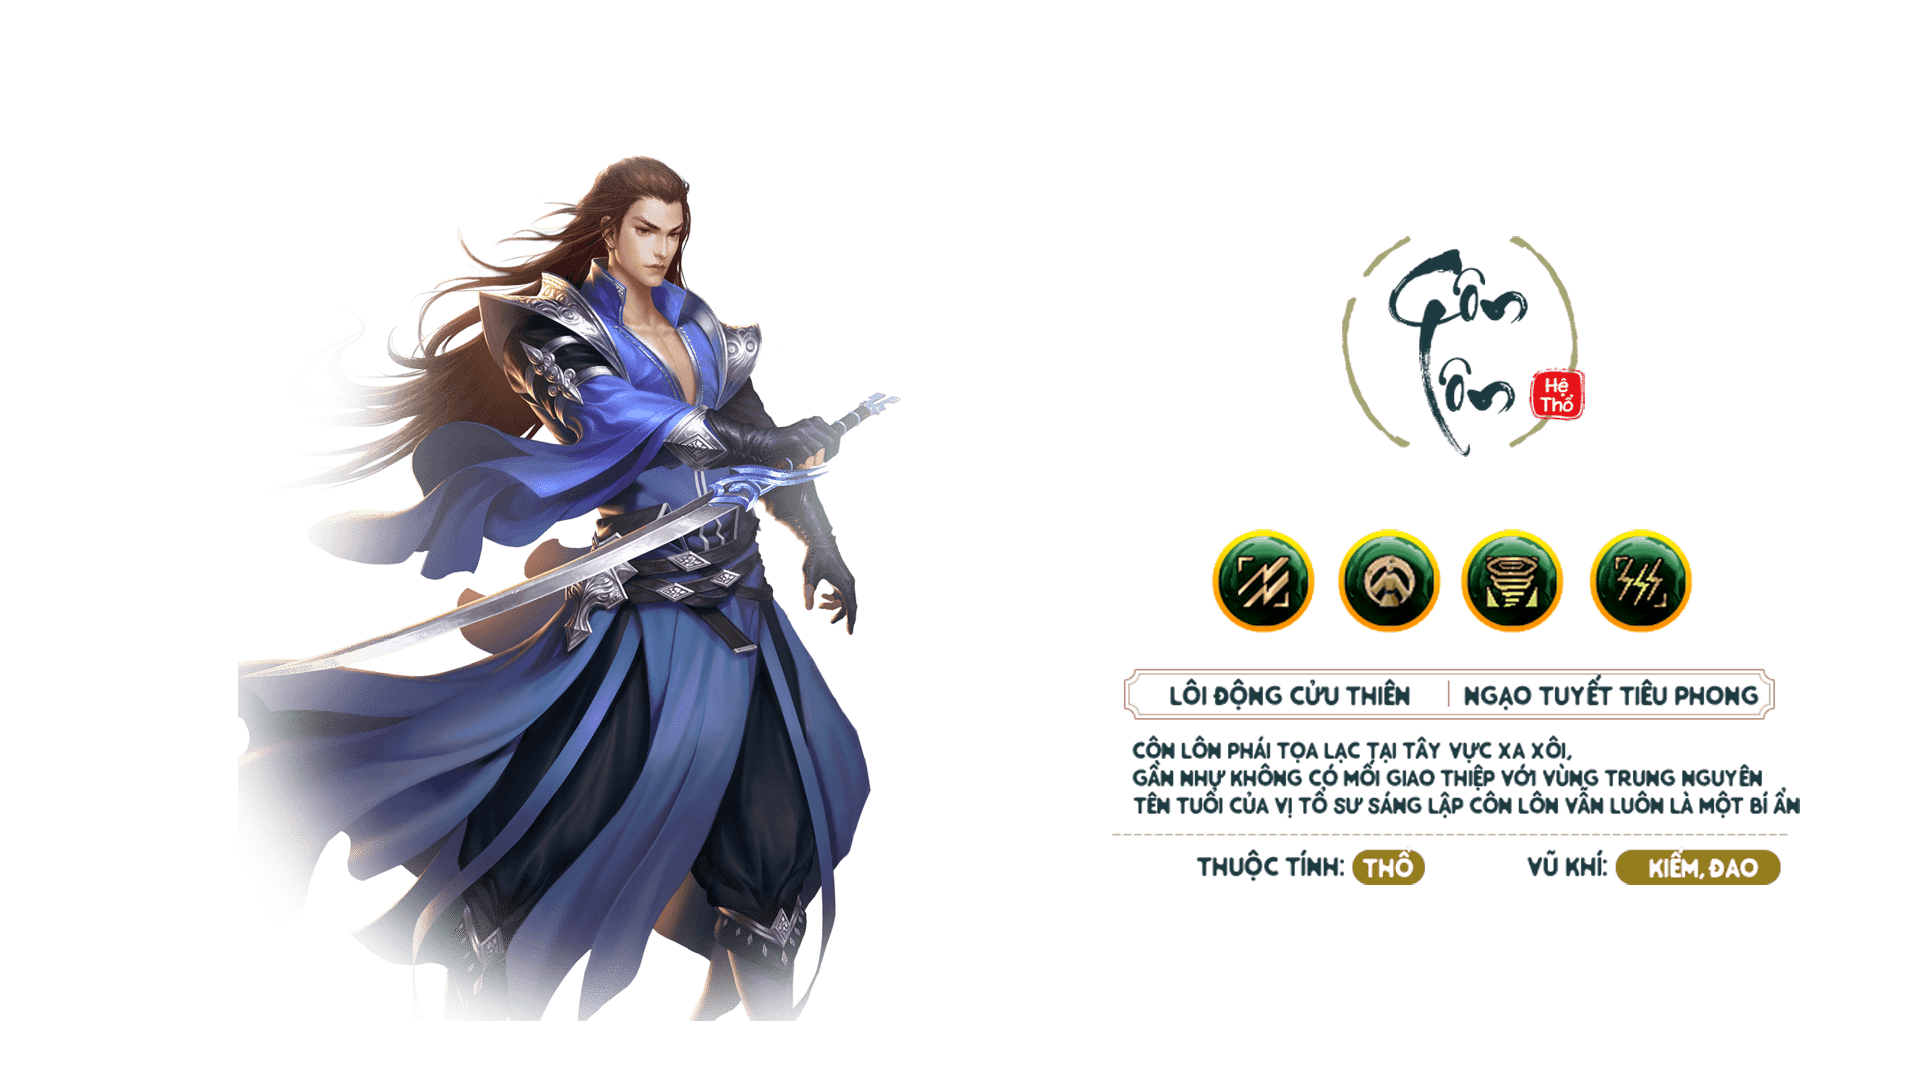 Côn
Lôn
Hệ
Thổ
LÔI ĐỘNG CỬU THIÊN | NGẠO TUYẾT TIÊU PHONG
CÔN LÔN PHÁI TỌA LẠC TẠI TÂY VỰC XA XÔI,
GẦN NHƯ KHÔNG CÓ MỐI GIAO THIỆP VỚI VÙNG TRUNG NGUYÊN
TÊN TUỔI CỦA VỊ TỔ SƯ SÁNG LẬP CÔN LÔN VẪN LUÔN LÀ MỘT BÍ ẨN
THUỘC TÍNH: THỔ VŨ KHÍ: KIẾM, ĐAO